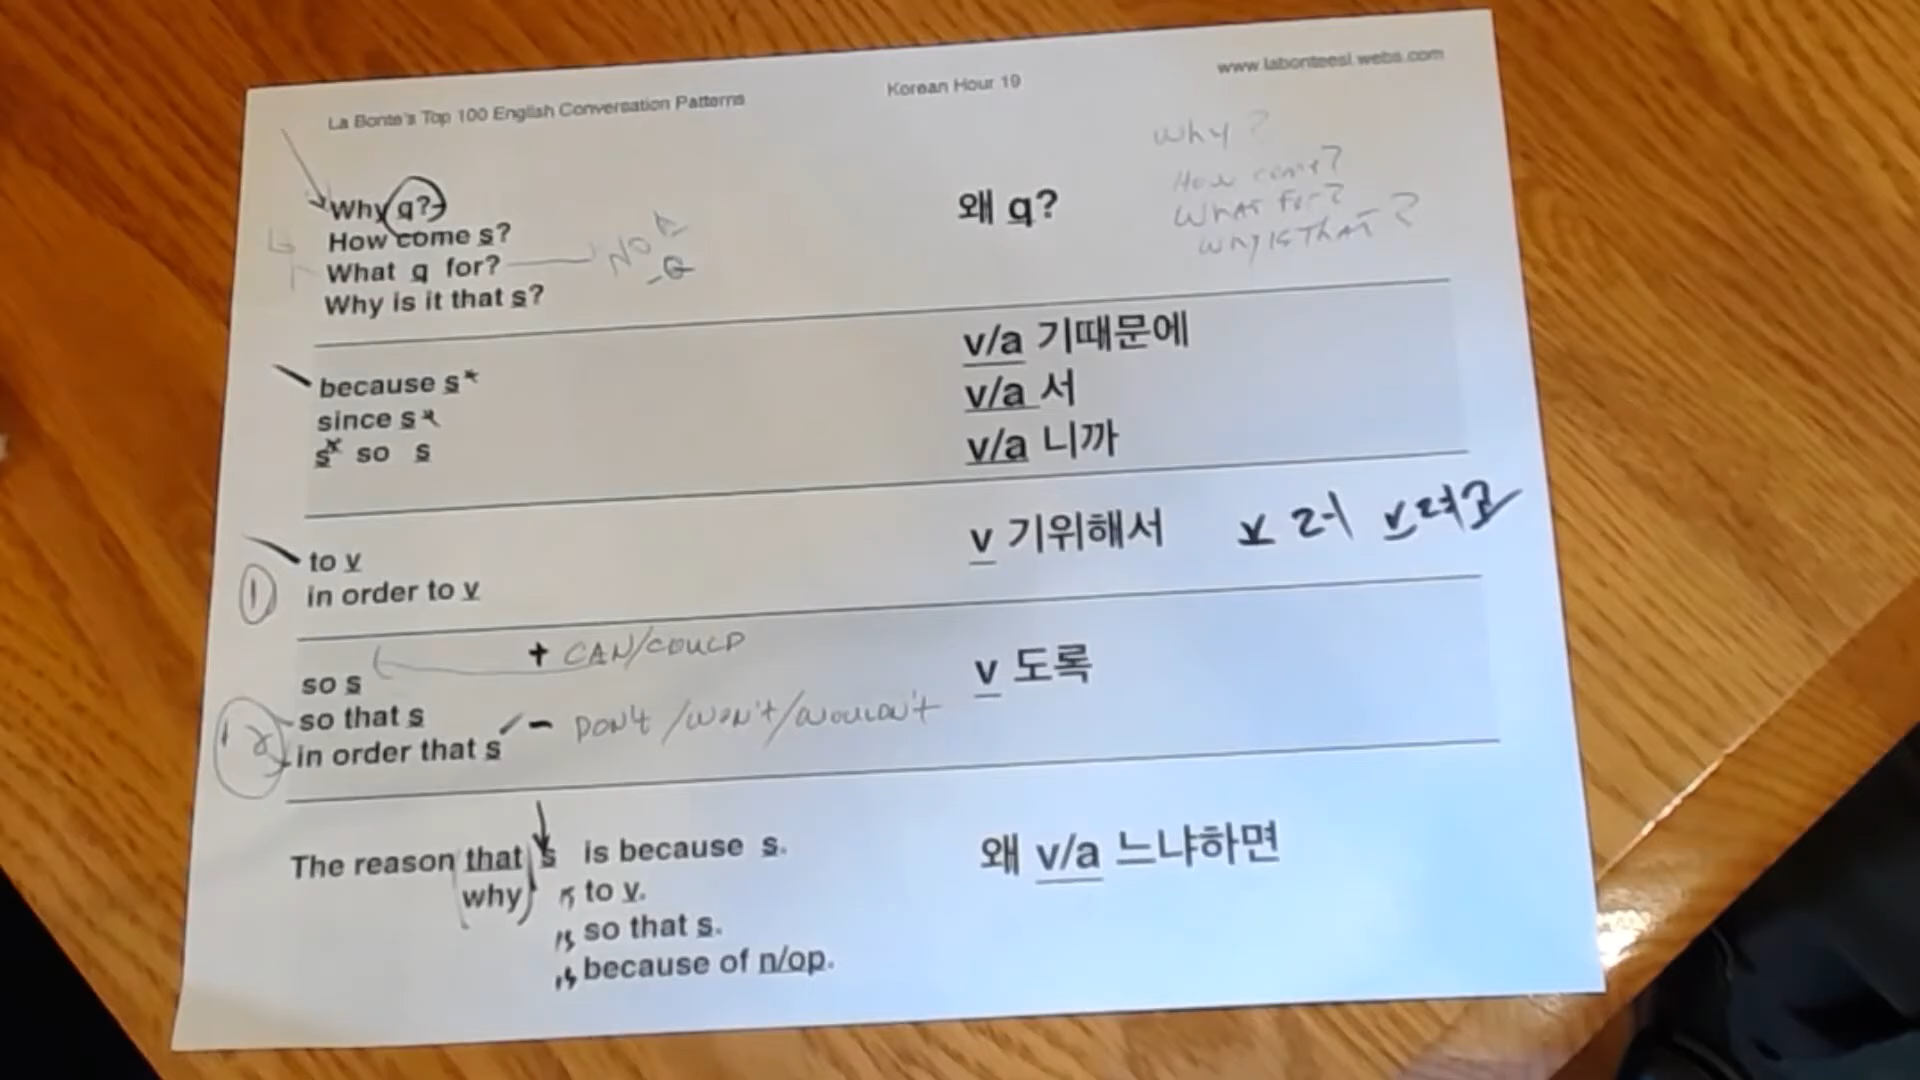 La Bonte's Top 100 English Conversation Patterns
Korean Hour 19
www.labonteesl.webs.com
Why q?
How come s?
What q for?
Why is it that s?
NO
왜 q?
Why?
How come?
What for?
Why is that?
because s*
since s*
s* so s
v/a 기때문에
v/a 서
v/a 니까
1
to v
in order to v
v 기위해서
v 러 v 려고
+ CAN/COULD
so s
so that s
in order that s
- DON'T/WON'T/WOULDN'T
v 도록
The reason that s is because s.
why is to v.
is so that s.
is because of n/op.
왜 v/a 느냐하면